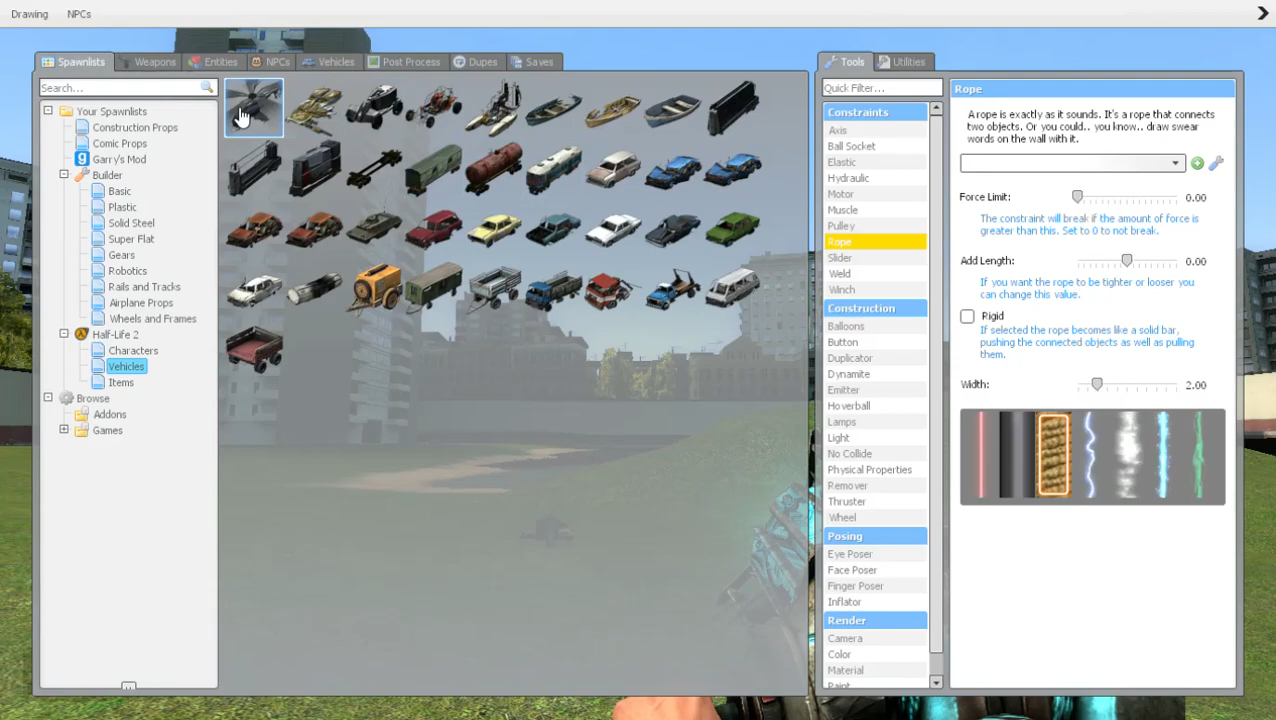 Drawing NPCs
Spawnlists Weapons Entities NPCs Vehicles Post Process Dupes Saves
Search...
Your Spawnlists
Construction Props
Comic Props
Garry's Mod
Builder
Basic
Plastic
Solid Steel
Super Flat
Gears
Robotics
Rails and Tracks
Airplane Props
Wheels and Frames
Half-Life 2
Characters
Vehicles
Items
Browse
Addons
Games
Tools Utilities
Quick Filter...
Constraints
Axis
Ball Socket
Elastic
Hydraulic
Motor
Muscle
Pulley
Rope
Slider
Weld
Winch
Construction
Balloons
Button
Duplicator
Dynamite
Emitter
Hoverball
Lamps
Light
No Collide
Physical Properties
Remover
Thruster
Wheel
Posing
Eye Poser
Face Poser
Finger Poser
Inflator
Render
Camera
Color
Material
Paint
Rope
A rope is exactly as it sounds. It's a rope that connects
two objects. Or you could.. you know.. draw swear
words on the wall with it.
Force Limit: 0.00
The constraint will break if the amount of force is
greater than this. Set to 0 to not break.
Add Length: 0.00
If you want the rope to be tighter or looser you
can change this value.
Rigid
If selected the rope becomes like a solid bar,
pushing the connected objects as well as pulling
them.
Width: 2.00